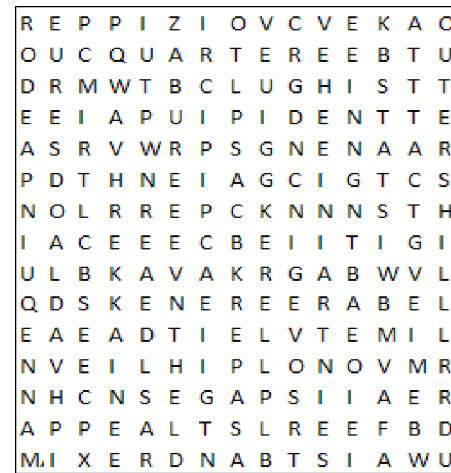 R E P P I Z I O V C V E K A C
O U C Q U A R T E R E E B T U
D R M W T B C L U G H I S T T
E E I A P U I P I D E N T T E
A S R V W R P S G N E N A A R
P D T H N E I A G C I G T C S
N O L R R E P C K N N N S T H
I A C E E E C B E I I T I G I
U L B K A V A K R G A B W V L
Q D S K E N E R E E R A B E L
E A E A D T I E L V T E M I L
N V E I L H I P L O N O V M R
N H C N S E G A P S I I A E R
A P P E A L T S L R E E F B D
M I X E R D N A B T S I A W U